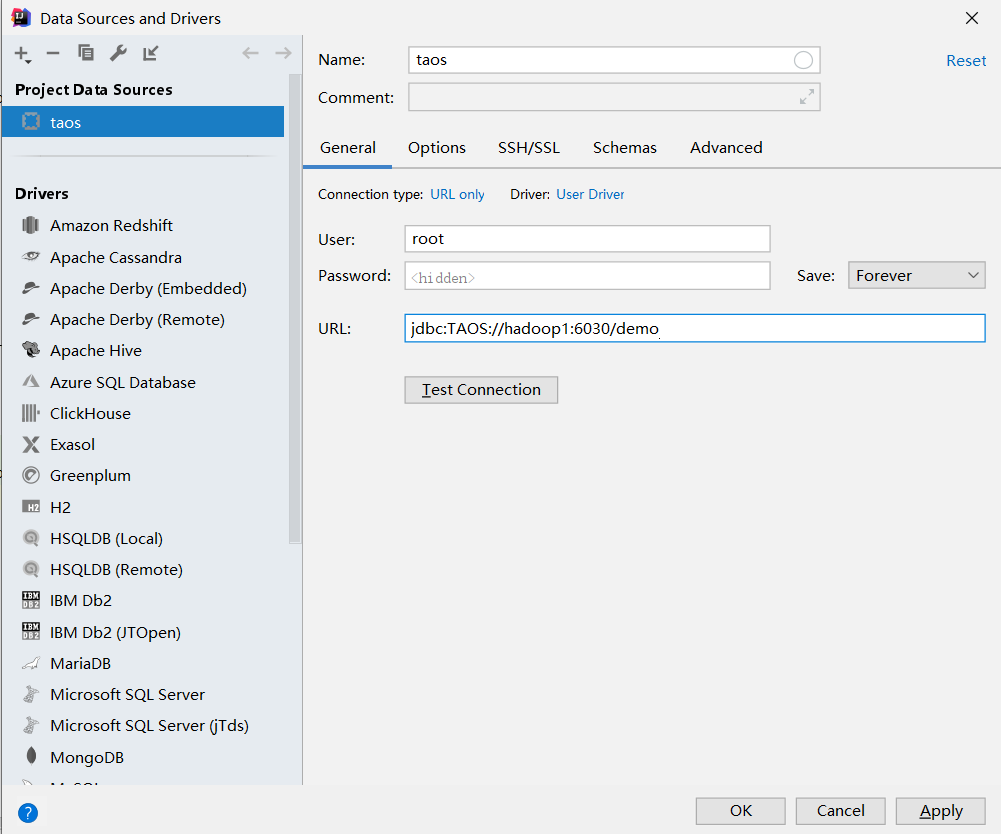 Data Sources and Drivers
Project Data Sources
taos
Drivers
Amazon Redshift
Apache Cassandra
Apache Derby (Embedded)
Apache Derby (Remote)
Apache Hive
Azure SQL Database
ClickHouse
Exasol
Greenplum
H2
HSQLDB (Local)
HSQLDB (Remote)
IBM Db2
IBM Db2 (JTOpen)
MariaDB
Microsoft SQL Server
Microsoft SQL Server (jTds)
MongoDB
Name: taos
Reset
Comment:
General Options SSH/SSL Schemas Advanced
Connection type: URL only Driver: User Driver
User: root
Password: <hidden> Save: Forever
URL: jdbc:TAOS://hadoop1:6030/demo
Test Connection
? OK Cancel Apply